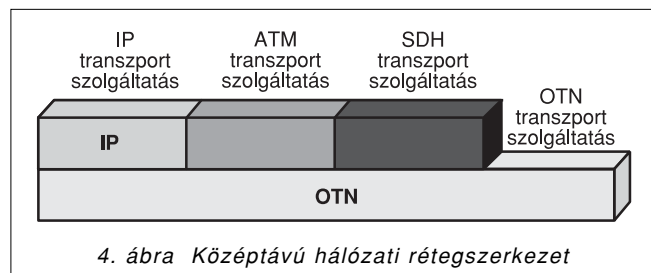 IP
transzport
szolgáltatás
ATM
transzport
szolgáltatás
SDH
transzport
szolgáltatás
OTN
transzport
szolgáltatás
IP
OTN
4. ábra Középtávú hálózati rétegszerkezet